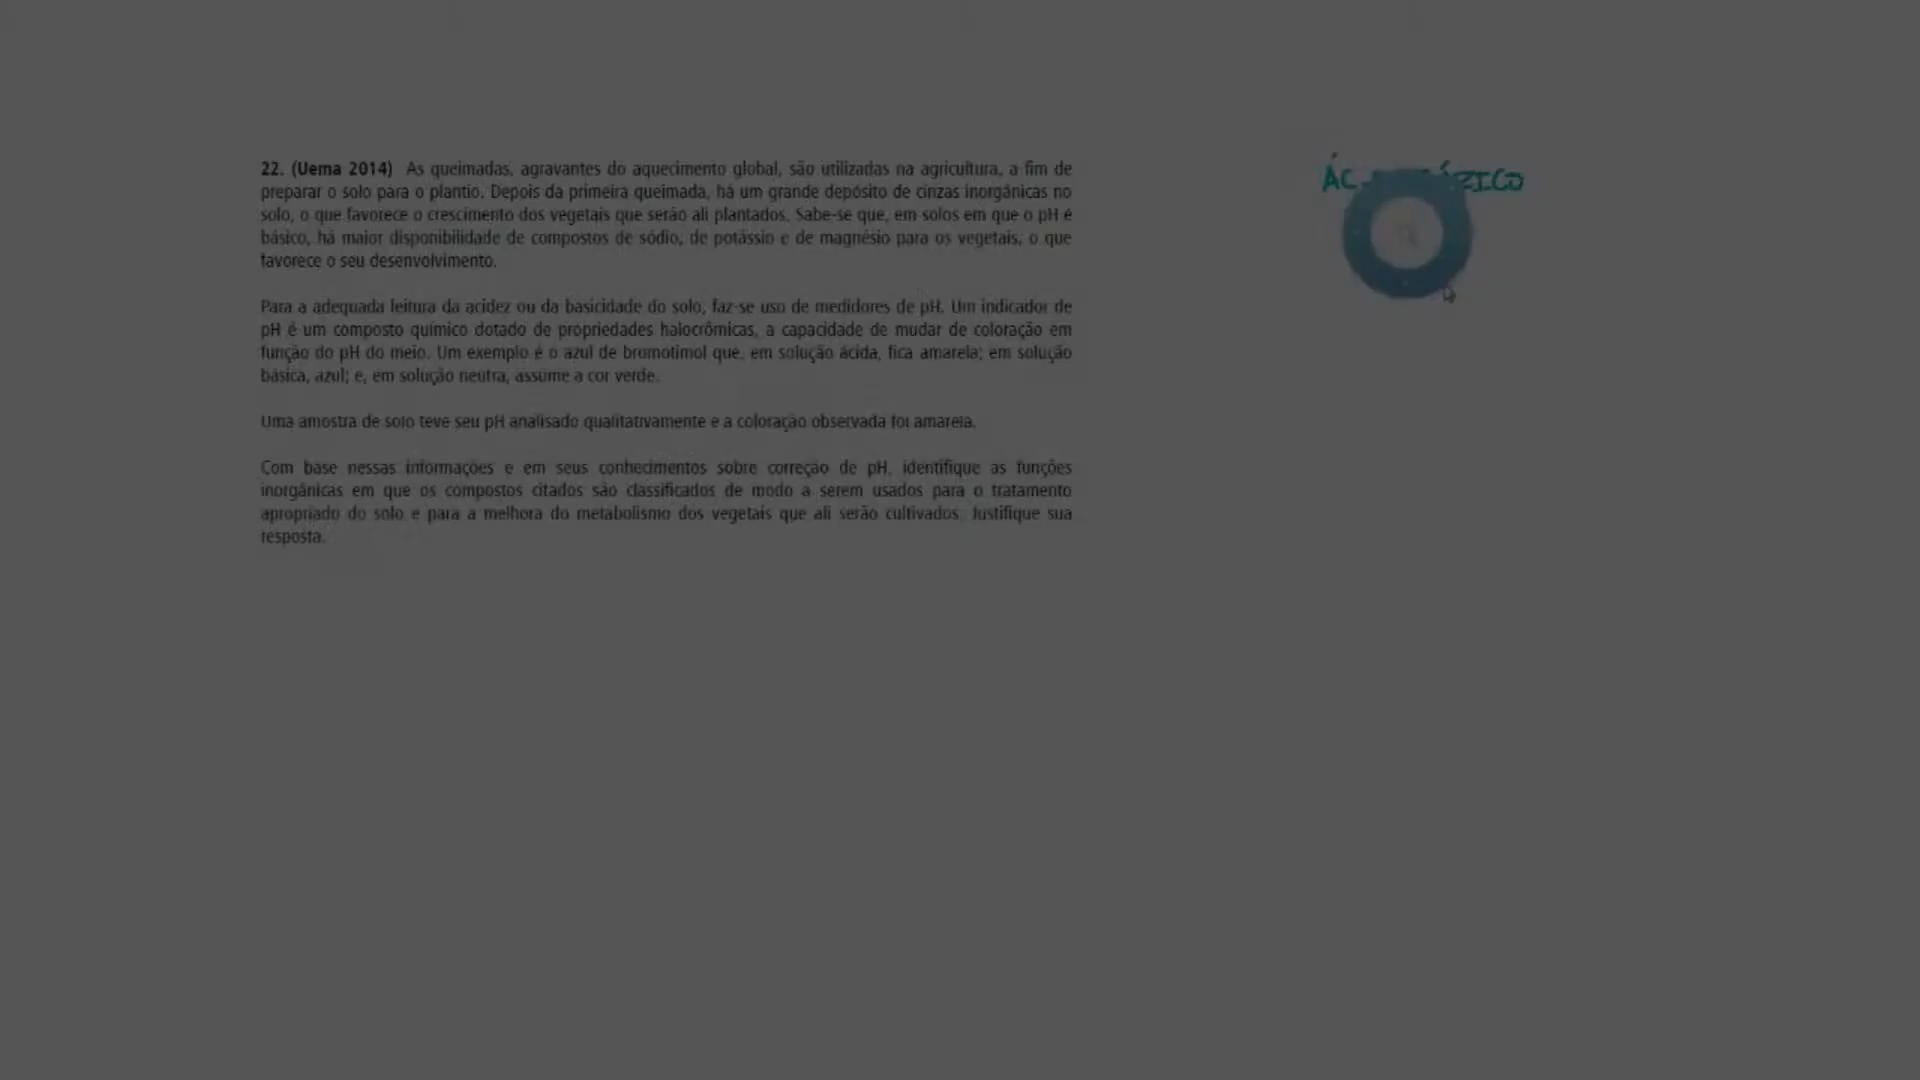 22. (Uema 2014) As queimadas, agravantes do aquecimento global, são utilizadas na agricultura, a fim de
preparar o solo para o plantio. Depois da primeira queimada, há um grande depósito de cinzas inorgânicas no
solo, o que favorece o crescimento dos vegetais que serão ali plantados. Sabe-se que, em solos em que o pH é
básico, há maior disponibilidade de compostos de sódio, de potássio e de magnésio para os vegetais, o que
favorece o seu desenvolvimento.
Para a adequada leitura da acidez ou da basicidade do solo, faz-se uso de medidores de pH. Um indicador de
pH é um composto químico dotado de propriedades halocrômicas, a capacidade de mudar de coloração em
função do pH do meio. Um exemplo é o azul de bromotimol que, em solução ácida, fica amarela; em solução
básica, azul; e, em solução neutra, assume a cor verde.
Uma amostra de solo teve seu pH analisado qualitativamente e a coloração observada foi amarela.
Com base nessas informações e em seus conhecimentos sobre correção de pH, identifique as funções
inorgânicas em que os compostos citados são classificados de modo a serem usados para o tratamento
apropriado do solo e para a melhora do metabolismo dos vegetais que ali serão cultivados. Justifique sua
resposta.